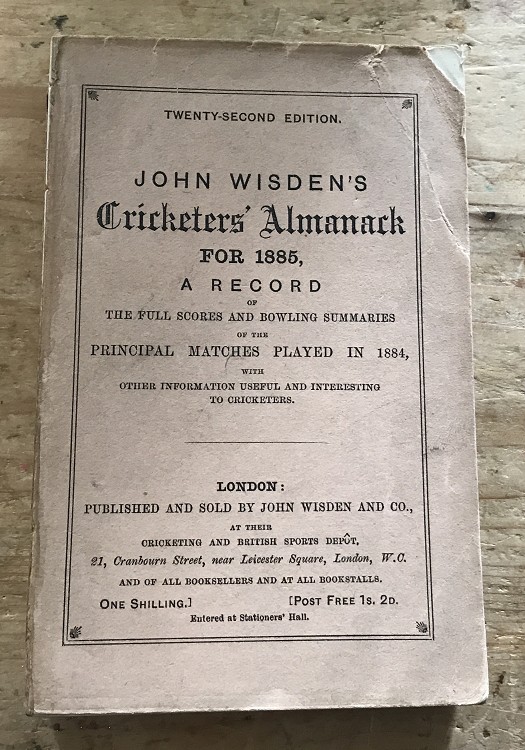 TWENTY-SECOND EDITION.
JOHN WISDEN'S
Cricketers' Almanack
FOR 1885,
A RECORD
OF
THE FULL SCORES AND BOWLING SUMMARIES
OF THE
PRINCIPAL MATCHES PLAYED IN 1884,
WITH
OTHER INFORMATION USEFUL AND INTERESTING
TO CRICKETERS.
LONDON:
PUBLISHED AND SOLD BY JOHN WISDEN AND CO.,
AT THEIR
CRICKETING AND BRITISH SPORTS DEPÔT,
21, Cranbourn Street, near Leicester Square, London, W.C.
AND OF ALL BOOKSELLERS AND AT ALL BOOKSTALLS.
ONE SHILLING.] [POST FREE 1S. 2D.
Entered at Stationers' Hall.